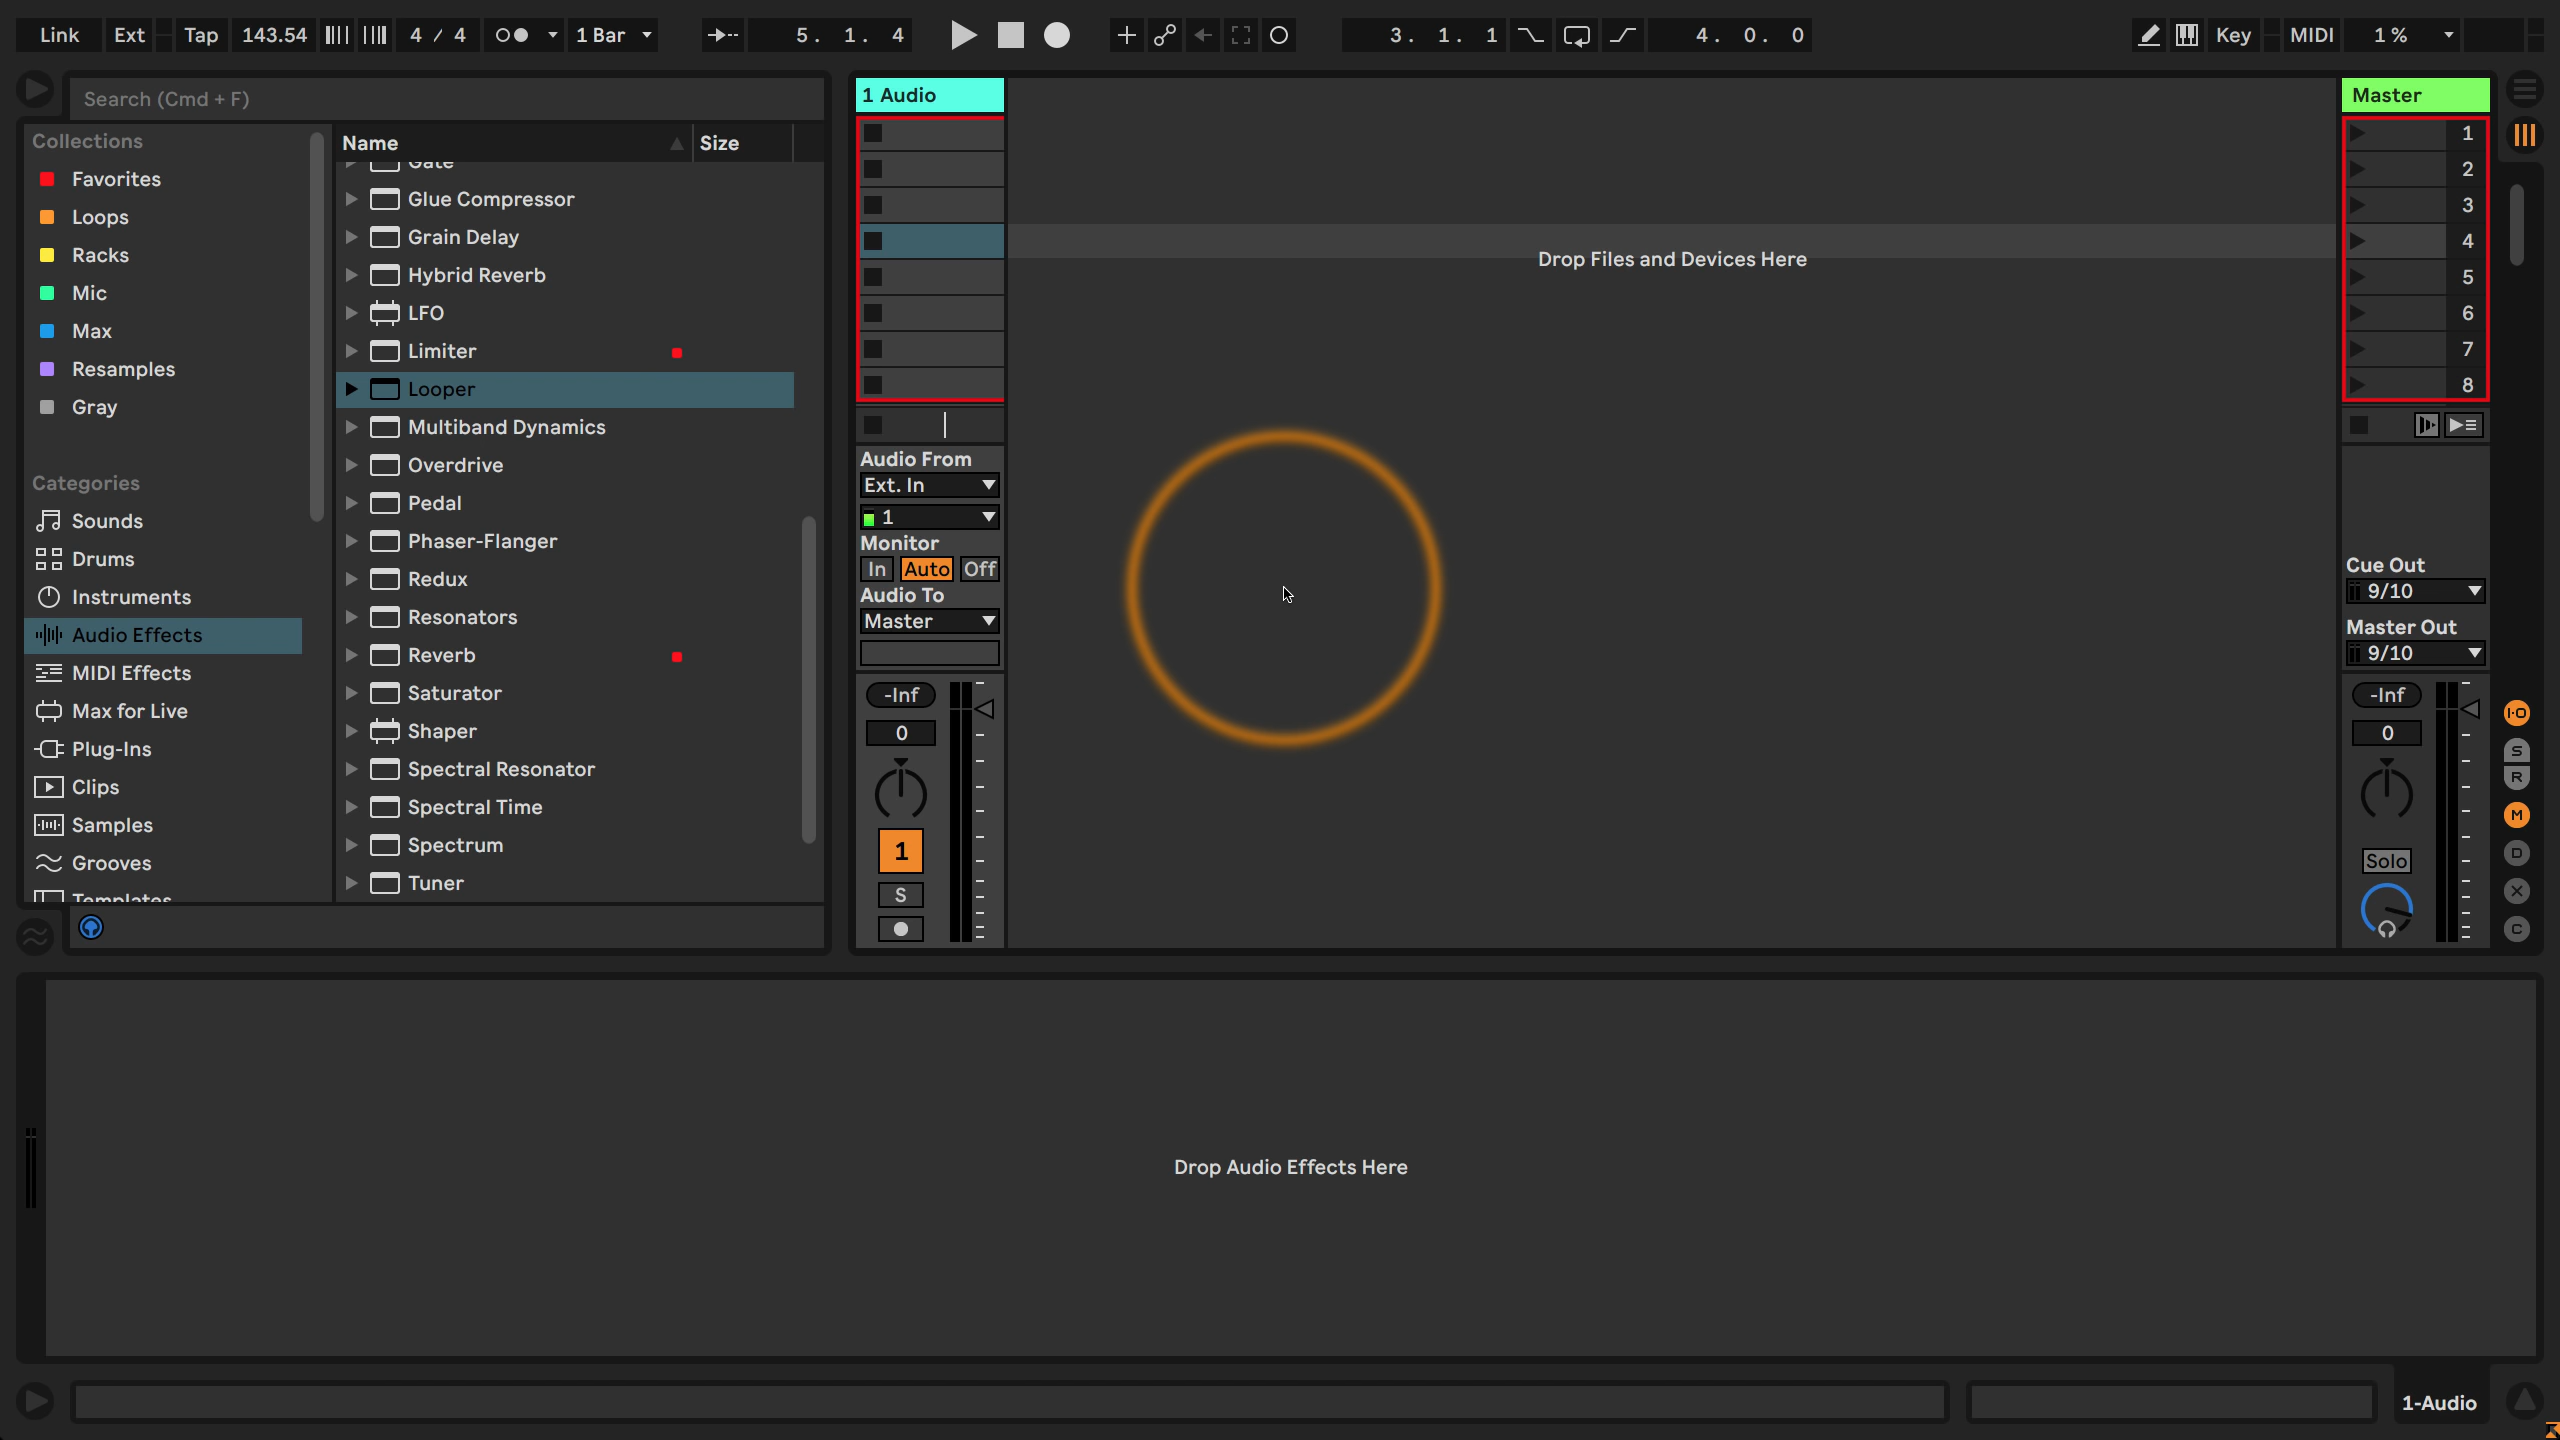 Link Ext Tap 143.54 4 / 4 1 Bar 5. 1. 4 3. 1. 1 4. 0. 0 Key MIDI 1 %
Search (Cmd + F)
Collections
Favorites
Loops
Racks
Mic
Max
Resamples
Gray
Categories
Sounds
Drums
Instruments
Audio Effects
MIDI Effects
Max for Live
Plug-Ins
Clips
Samples
Grooves
Templates
Name Size
Gate
Glue Compressor
Grain Delay
Hybrid Reverb
LFO
Limiter
Looper
Multiband Dynamics
Overdrive
Pedal
Phaser-Flanger
Redux
Resonators
Reverb
Saturator
Shaper
Spectral Resonator
Spectral Time
Spectrum
Tuner
1 Audio
Audio From
Ext. In
1
Monitor
In Auto Off
Audio To
Master
-Inf
0
1
S
Drop Files and Devices Here
Master
1
2
3
4
5
6
7
8
Cue Out
9/10
Master Out
9/10
-Inf
0
Solo
I·O
S
R
M
D
X
C
Drop Audio Effects Here
1-Audio